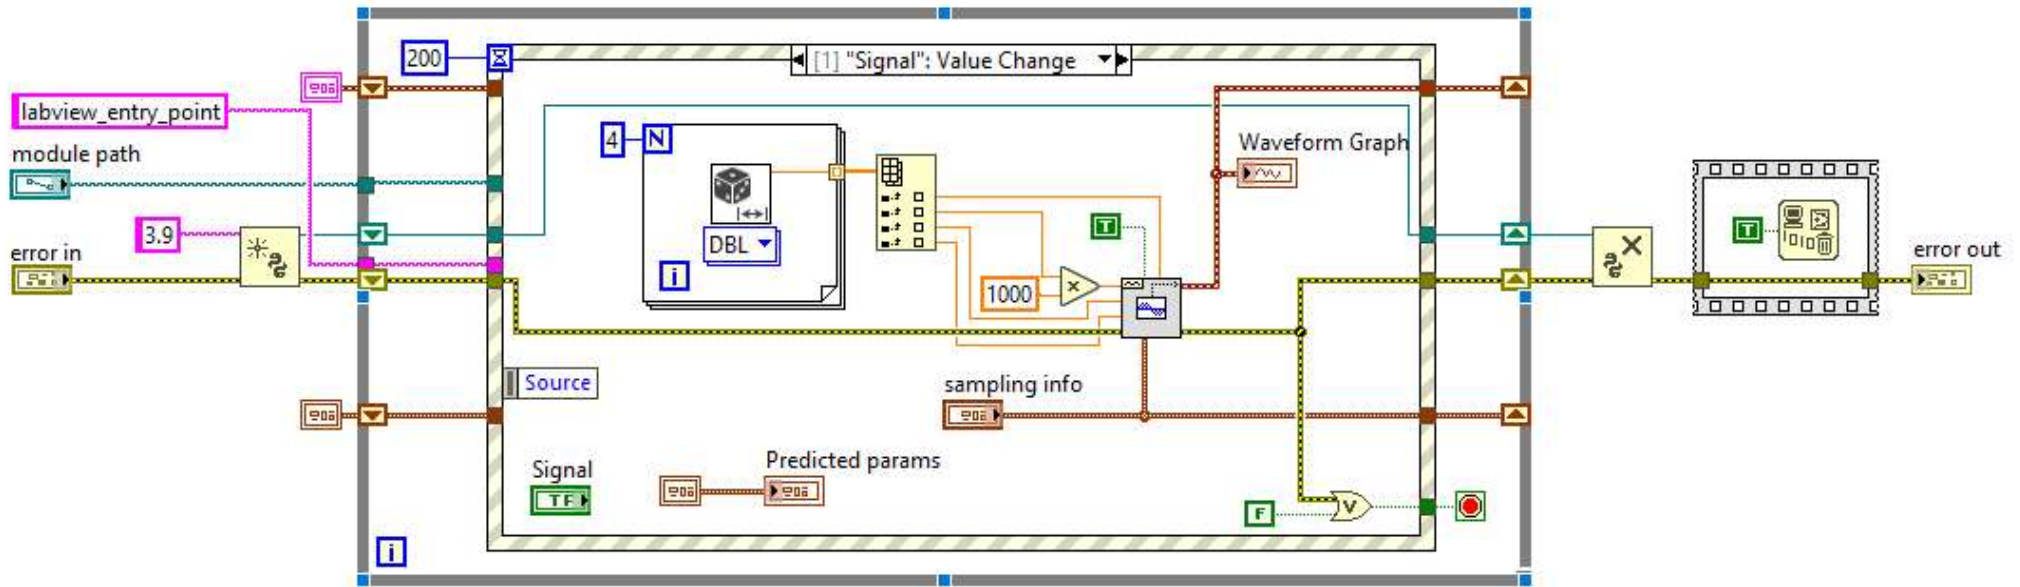 200
[1] "Signal": Value Change
labview_entry_point
module path
3.9
error in
4
N
DBL
i
T
1000
Waveform Graph
T
error out
Source
sampling info
Signal
TF
Predicted params
F
V
i